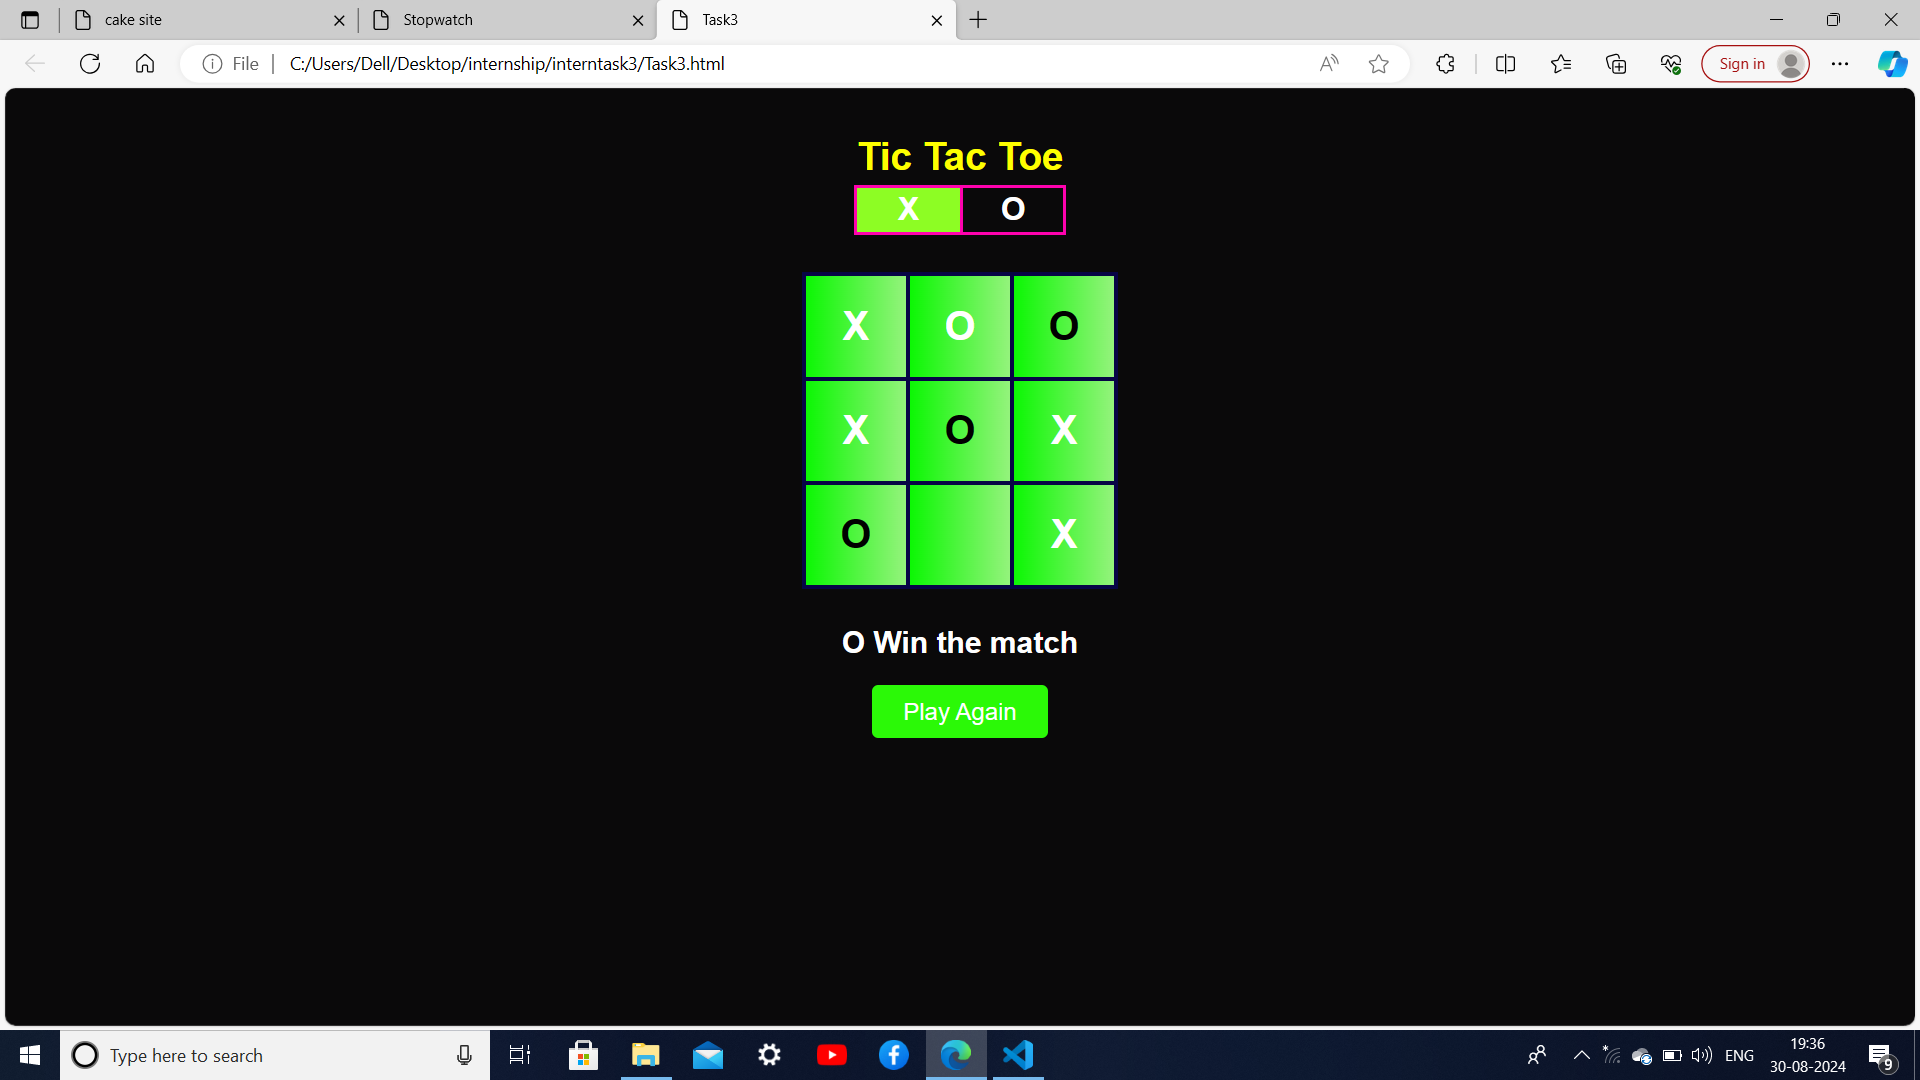 cake site
Stopwatch
Task3
File
C:/Users/Dell/Desktop/internship/interntask3/Task3.html
Sign in
Tic Tac Toe
X O
X O O
X O X
O X
O Win the match
Play Again
Type here to search
ENG
19:36
30-08-2024
9